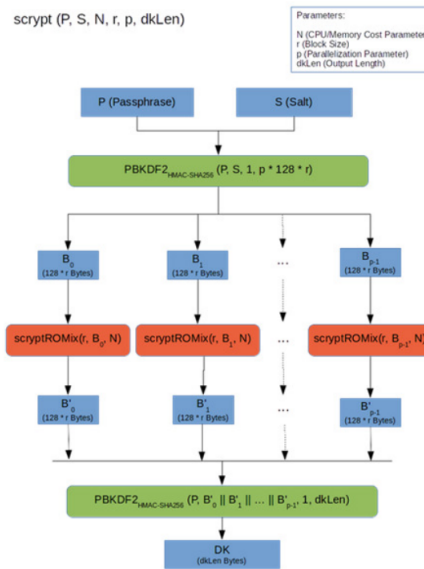 scrypt (P, S, N, r, p, dkLen)
Parameters:
N (CPU/Memory Cost Parameter)
r (Block Size)
p (Parallelization Parameter)
dkLen (Output Length)
P (Passphrase)
S (Salt)
PBKDF2HMAC-SHA256 (P, S, 1, p * 128 * r)
B0
(128 * r Bytes)
B1
(128 * r Bytes)
...
Bp-1
(128 * r Bytes)
scryptROMix(r, B0, N)
scryptROMix(r, B1, N)
...
scryptROMix(r, Bp-1, N)
B'0
(128 * r Bytes)
B'1
(128 * r Bytes)
...
B'p-1
(128 * r Bytes)
PBKDF2HMAC-SHA256 (P, B'0 || B'1 || ... || B'p-1, 1, dkLen)
DK
(dkLen Bytes)